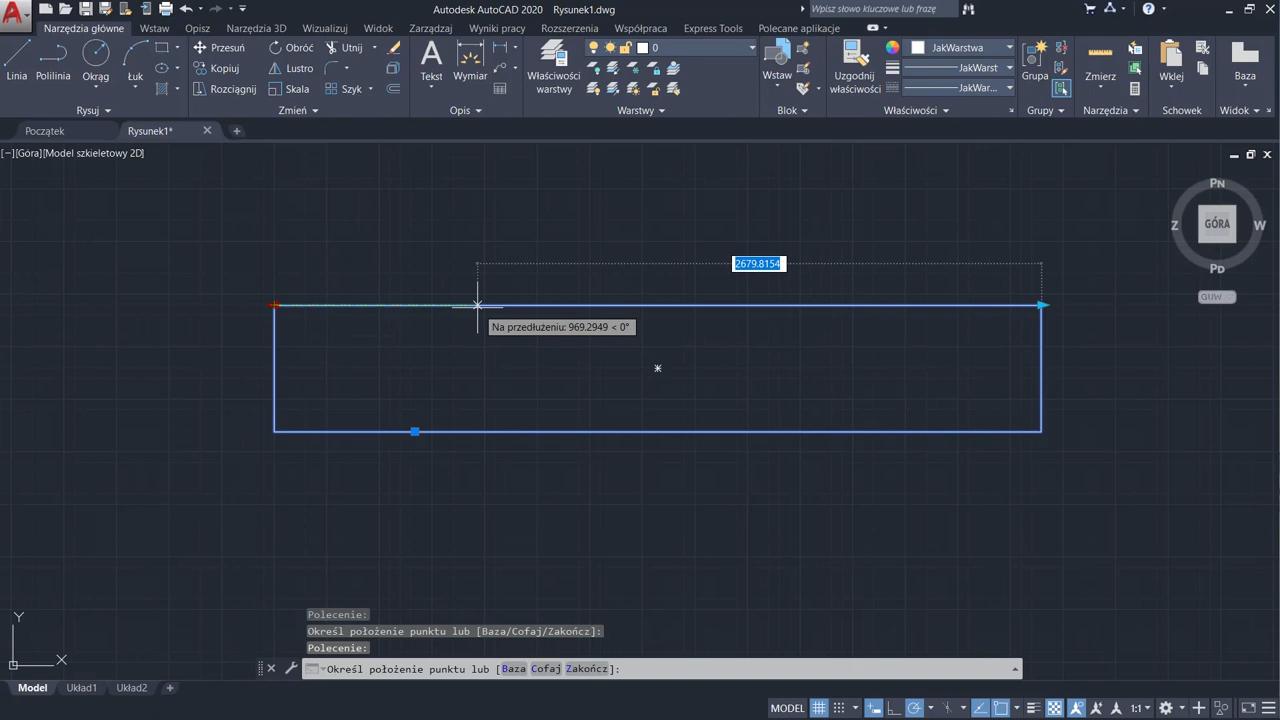 Autodesk AutoCAD 2020 Rysunek1.dwg
Wpisz słowo kluczowe lub frazę
Narzędzia główne Wstaw Opisz Narzędzia 3D Wizualizuj Widok Zarządzaj Wyniki pracy Rozszerzenia Współpraca Express Tools Polecane aplikacje
Linia Polilinia Okrąg Łuk
Przesuń Obróć Utnij
Kopiuj Lustro
Rozciągnij Skala Szyk
Tekst Wymiar
Właściwości warstwy
0
Wstaw
Uzgodnij właściwości
JakWarstwa
JakWarst
JakWar...
Grupa
Zmierz
Wklej
Baza
Rysuj Zmień Opis Warstwy Blok Właściwości Grupy Narzędzia Schowek Widok
Początek Rysunek1*
[−][Góra][Model szkieletowy 2D]
PN
Z GÓRA W
PD
GUW
2679.8154
Na przedłużeniu: 969.2949 < 0°
Y
X
Polecenie:
Określ położenie punktu lub [Baza/Cofaj/Zakończ]:
Polecenie:
Określ położenie punktu lub [Baza Cofaj Zakończ]:
Model Układ1 Układ2 +
MODEL 1:1